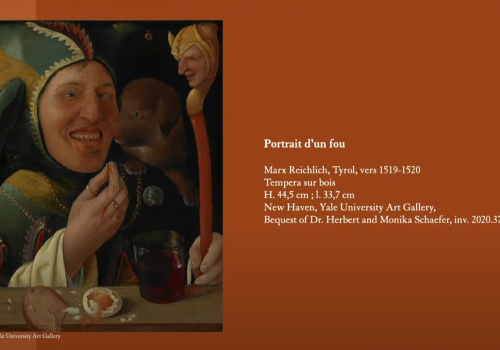 Portrait d'un fou
Marx Reichlich, Tyrol, vers 1519-1520
Tempera sur bois
H. 44,5 cm ; l. 33,7 cm
New Haven, Yale University Art Gallery,
Bequest of Dr. Herbert and Monika Schaefer, inv. 2020.37
University Art Gallery